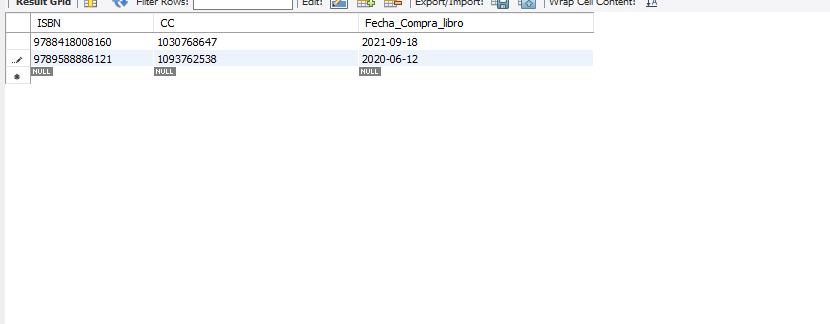 Result Grid Filter Rows: Edit: Export/Import: Wrap Cell Content: IA
ISBN CC Fecha_Compra_libro
9788418008160 1030768647 2021-09-18
9789588886121 1093762538 2020-06-12
NULL NULL NULL